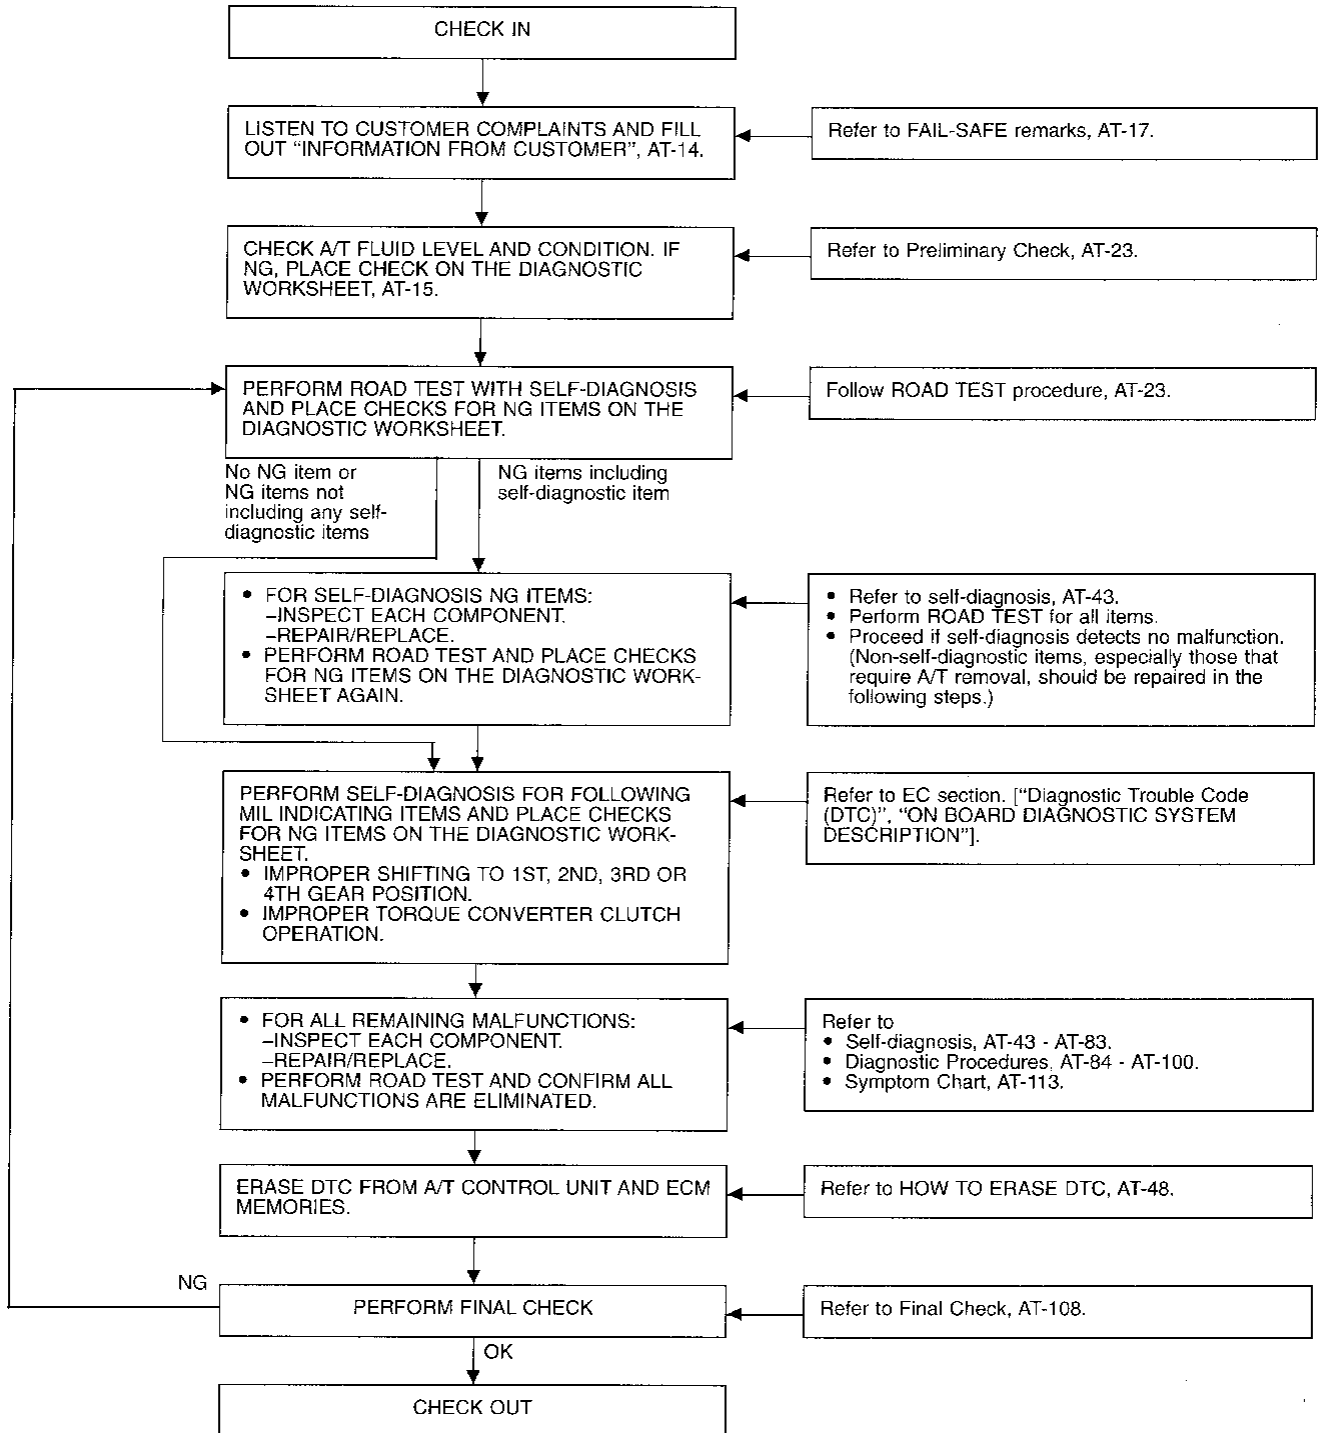 CHECK IN
LISTEN TO CUSTOMER COMPLAINTS AND FILL
OUT “INFORMATION FROM CUSTOMER”, AT-14.
Refer to FAIL-SAFE remarks, AT-17.
CHECK A/T FLUID LEVEL AND CONDITION. IF
NG, PLACE CHECK ON THE DIAGNOSTIC
WORKSHEET, AT-15.
Refer to Preliminary Check, AT-23.
PERFORM ROAD TEST WITH SELF-DIAGNOSIS
AND PLACE CHECKS FOR NG ITEMS ON THE
DIAGNOSTIC WORKSHEET.
Follow ROAD TEST procedure, AT-23.
No NG item or
NG items not
including any self-
diagnostic items
NG items including
self-diagnostic item
• FOR SELF-DIAGNOSIS NG ITEMS:
–INSPECT EACH COMPONENT.
–REPAIR/REPLACE.
• PERFORM ROAD TEST AND PLACE CHECKS
FOR NG ITEMS ON THE DIAGNOSTIC WORK-
SHEET AGAIN.
• Refer to self-diagnosis, AT-43.
• Perform ROAD TEST for all items.
• Proceed if self-diagnosis detects no malfunction.
(Non-self-diagnostic items, especially those that
require A/T removal, should be repaired in the
following steps.)
PERFORM SELF-DIAGNOSIS FOR FOLLOWING
MIL INDICATING ITEMS AND PLACE CHECKS
FOR NG ITEMS ON THE DIAGNOSTIC WORK-
SHEET.
• IMPROPER SHIFTING TO 1ST, 2ND, 3RD OR
4TH GEAR POSITION.
• IMPROPER TORQUE CONVERTER CLUTCH
OPERATION.
Refer to EC section. [“Diagnostic Trouble Code
(DTC)”, “ON BOARD DIAGNOSTIC SYSTEM
DESCRIPTION”].
• FOR ALL REMAINING MALFUNCTIONS:
–INSPECT EACH COMPONENT.
–REPAIR/REPLACE.
• PERFORM ROAD TEST AND CONFIRM ALL
MALFUNCTIONS ARE ELIMINATED.
Refer to
• Self-diagnosis, AT-43 - AT-83.
• Diagnostic Procedures, AT-84 - AT-100.
• Symptom Chart, AT-113.
ERASE DTC FROM A/T CONTROL UNIT AND ECM
MEMORIES.
Refer to HOW TO ERASE DTC, AT-48.
NG
PERFORM FINAL CHECK
Refer to Final Check, AT-108.
OK
CHECK OUT